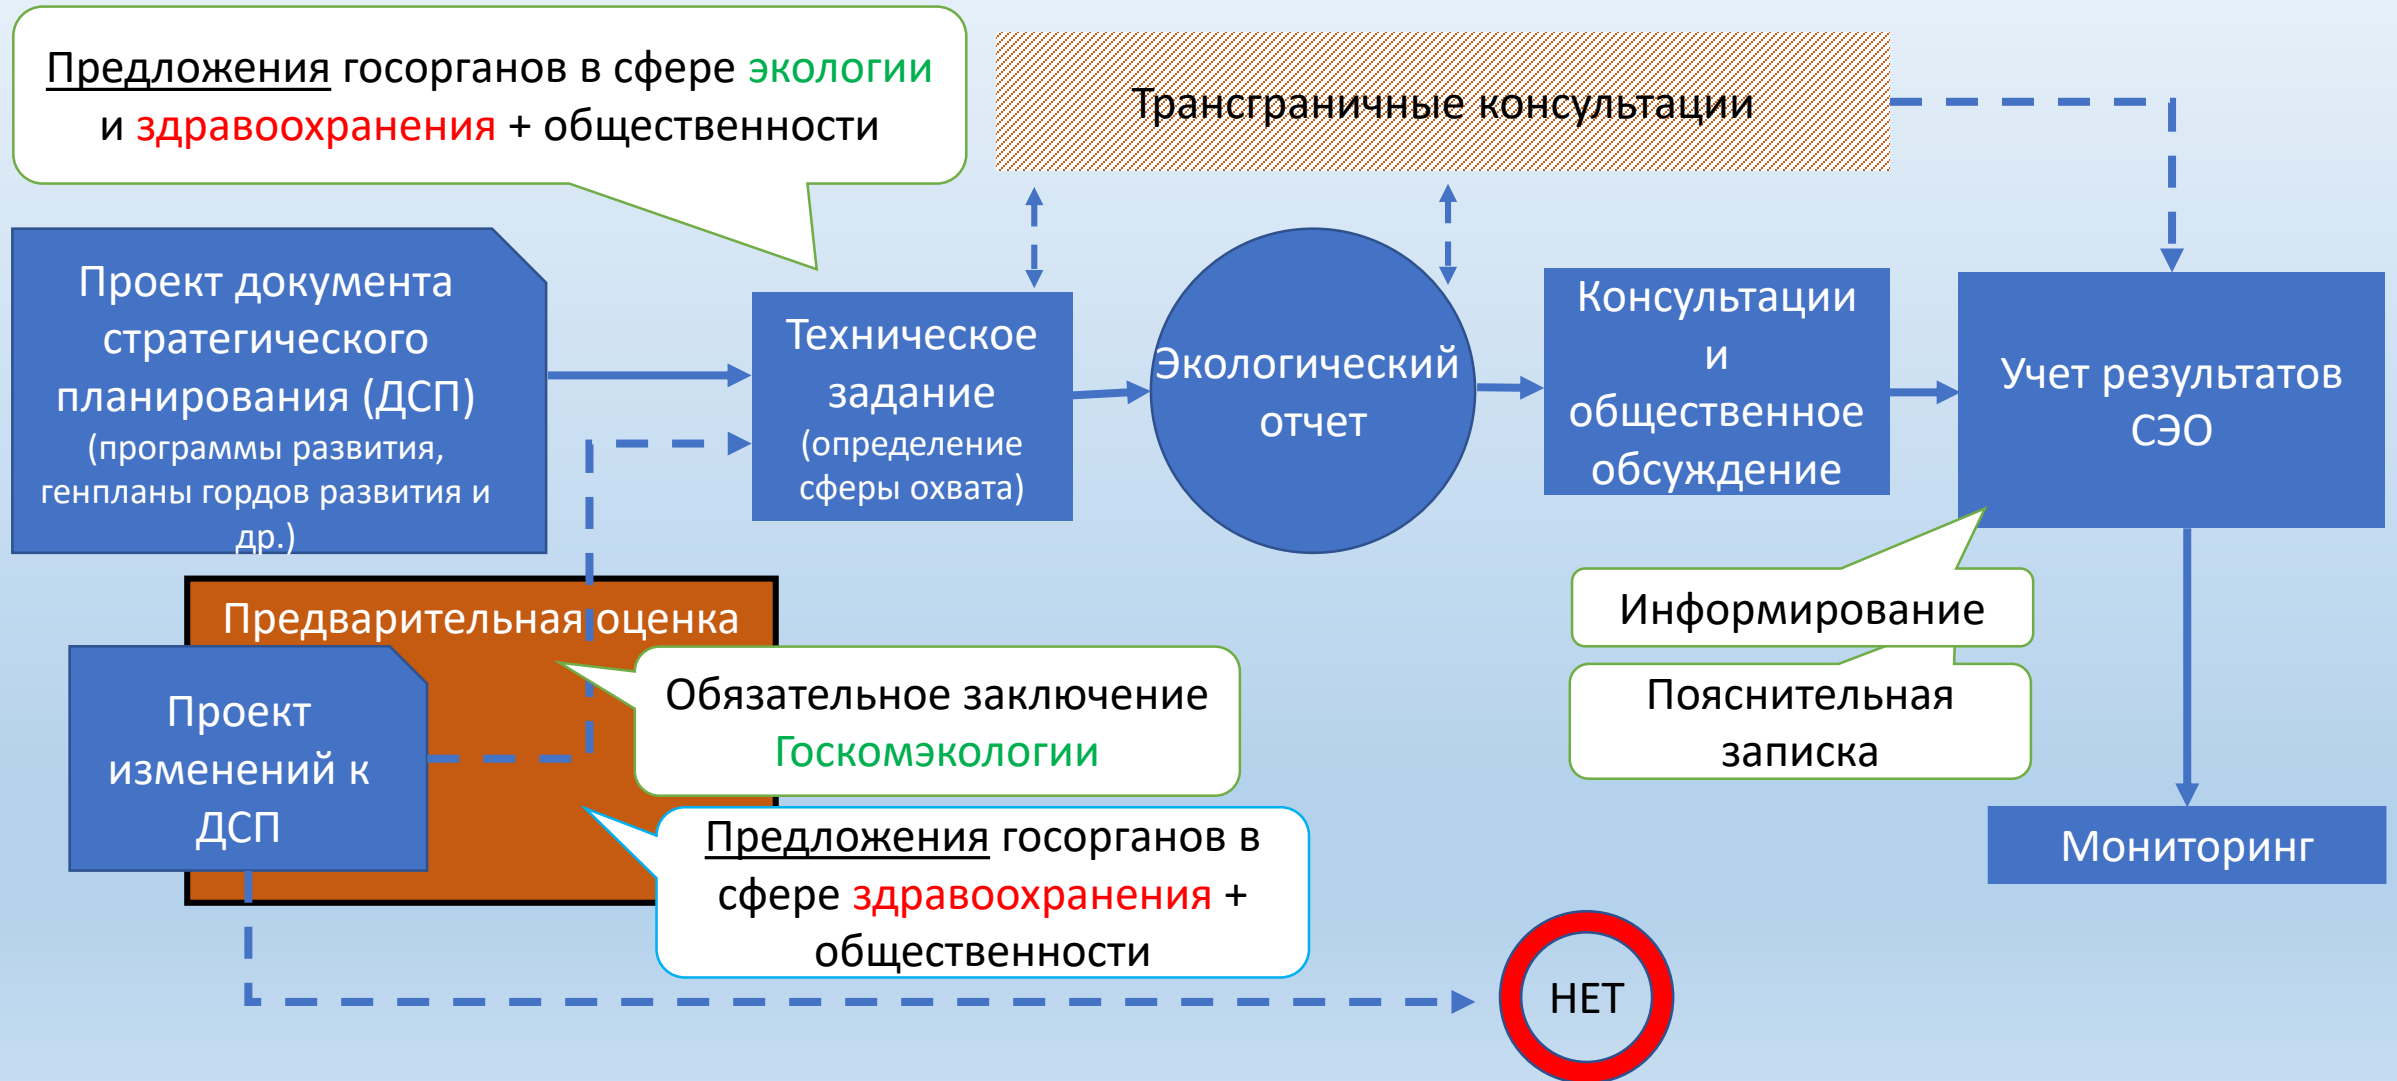 Предложения госорганов в сфере экологии
и здравоохранения + общественности
Трансграничные консультации
Проект документа
стратегического
планирования (ДСП)
(программы развития,
генпланы гордов развития и
др.)
Техническое
задание
(определение
сферы охвата)
Экологический
отчет
Консультации
и
общественное
обсуждение
Учет результатов
СЭО
Предварительная оценка
Проект
изменений к
ДСП
Обязательное заключение
Госкомэкологии
Предложения госорганов в
сфере здравоохранения +
общественности
Информирование
Пояснительная
записка
Мониторинг
НЕТ